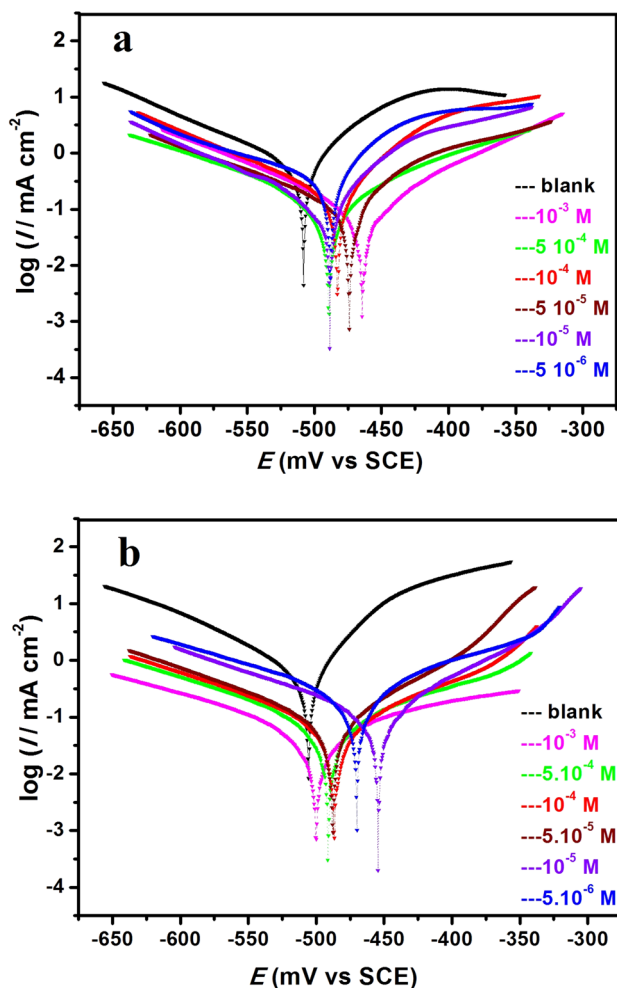 a
log (I / mA cm-2)
2
1
0
-1
-2
-3
-4
--- blank
---10-3 M
---5 10-4 M
---10-4 M
---5 10-5 M
---10-5 M
---5 10-6 M
-650 -600 -550 -500 -450 -400 -350 -300
E (mV vs SCE)
b
log (I / mA cm-2)
2
1
0
-1
-2
-3
-4
--- blank
---10-3 M
---5.10-4 M
---10-4 M
---5.10-5 M
---10-5 M
---5.10-6 M
-650 -600 -550 -500 -450 -400 -350 -300
E (mV vs SCE)